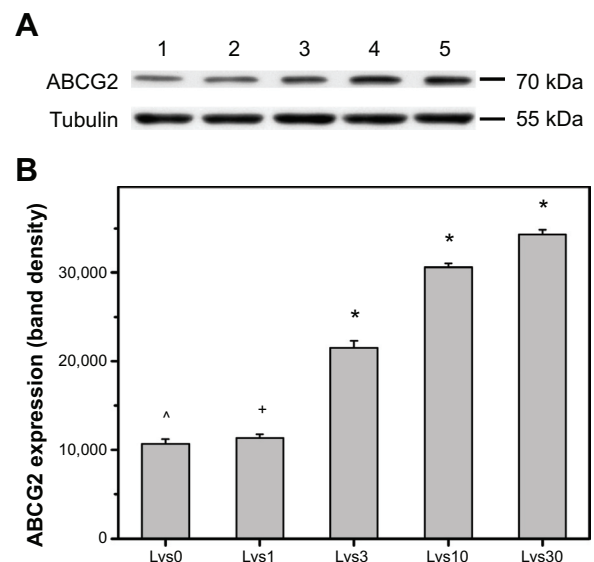 A
1 2 3 4 5
ABCG2 70 kDa
Tubulin 55 kDa
B
ABCG2 expression (band density)
30,000
20,000
10,000
0
^ + * * *
Lvs0 Lvs1 Lvs3 Lvs10 Lvs30